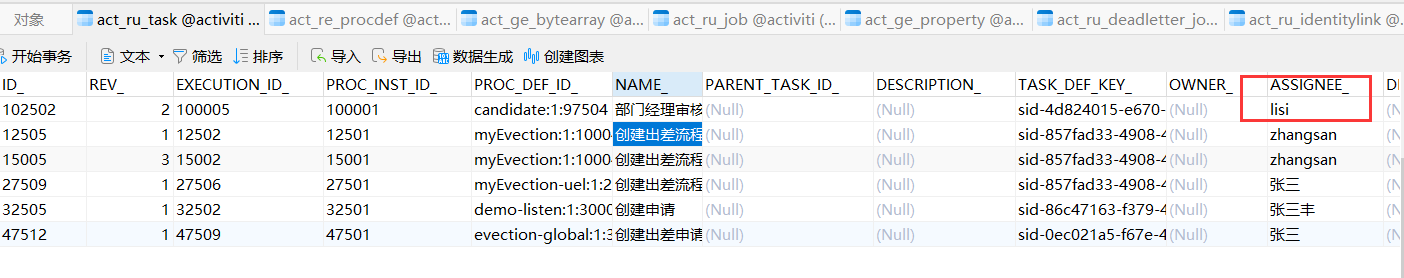 对象 act_ru_task @activiti ... act_re_procdef @act... act_ge_bytearray @a... act_ru_job @activiti (... act_ge_property @a... act_ru_deadletter_jo... act_ru_identitylink @.
开始事务 文本 筛选 排序 导入 导出 数据生成 创建图表
ID_ REV_ EXECUTION_ID_ PROC_INST_ID_ PROC_DEF_ID_ NAME_ PARENT_TASK_ID_ DESCRIPTION_ TASK_DEF_KEY_ OWNER_ ASSIGNEE_ DE
102502 2 100005 100001 candidate:1:97504 部门经理审核 (Null) (Null) sid-4d824015-e670- (Null) lisi (N
12505 1 12502 12501 myEvection:1:1000 创建出差流程 (Null) (Null) sid-857fad33-4908-4 (Null) zhangsan (N
15005 3 15002 15001 myEvection:1:1000 创建出差流程 (Null) (Null) sid-857fad33-4908-4 (Null) zhangsan (N
27509 1 27506 27501 myEvection-uel:1:2 创建出差流程 (Null) (Null) sid-857fad33-4908-4 (Null) 张三 (N
32505 1 32502 32501 demo-listen:1:3000 创建申请 (Null) (Null) sid-86c47163-f379-4 (Null) 张三丰 (N
47512 1 47509 47501 evection-global:1:3 创建出差申请 (Null) (Null) sid-0ec021a5-f67e-4 (Null) 张三 (N